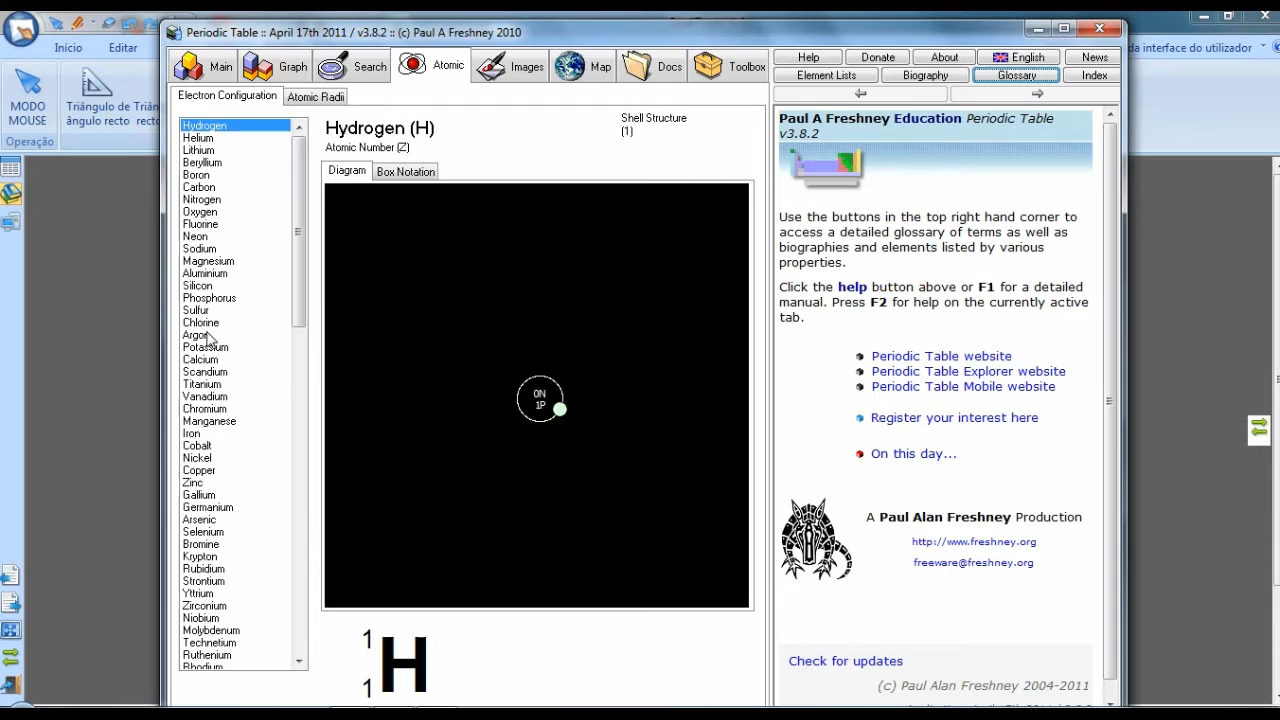 Periodic Table :: April 17th 2011 / v3.8.2 :: (c) Paul A Freshney 2010
Início
Editar
da interface do utilizador
MODO
MOUSE
Triângulo de
ângulo recto
Operação
Main
Graph
Search
Atomic
Images
Map
Docs
Toolbox
Help
Donate
About
English
News
Element Lists
Biography
Glossary
Index
Electron Configuration
Atomic Radii
Hydrogen
Helium
Lithium
Beryllium
Boron
Carbon
Nitrogen
Oxygen
Fluorine
Neon
Sodium
Magnesium
Aluminium
Silicon
Phosphorus
Sulfur
Chlorine
Argon
Potassium
Calcium
Scandium
Titanium
Vanadium
Chromium
Manganese
Iron
Cobalt
Nickel
Copper
Zinc
Gallium
Germanium
Arsenic
Selenium
Bromine
Krypton
Rubidium
Strontium
Yttrium
Zirconium
Niobium
Molybdenum
Technetium
Ruthenium
Rhodium
Hydrogen (H)
Atomic Number (Z)
Shell Structure
(1)
Diagram
Box Notation
0N
1P
1
1
H
Paul A Freshney Education Periodic Table
v3.8.2
Use the buttons in the top right hand corner to
access a detailed glossary of terms as well as
biographies and elements listed by various
properties.
Click the help button above or F1 for a detailed
manual. Press F2 for help on the currently active
tab.
Periodic Table website
Periodic Table Explorer website
Periodic Table Mobile website
Register your interest here
On this day...
A Paul Alan Freshney Production
http://www.freshney.org
freeware@freshney.org
Check for updates
(c) Paul Alan Freshney 2004-2011